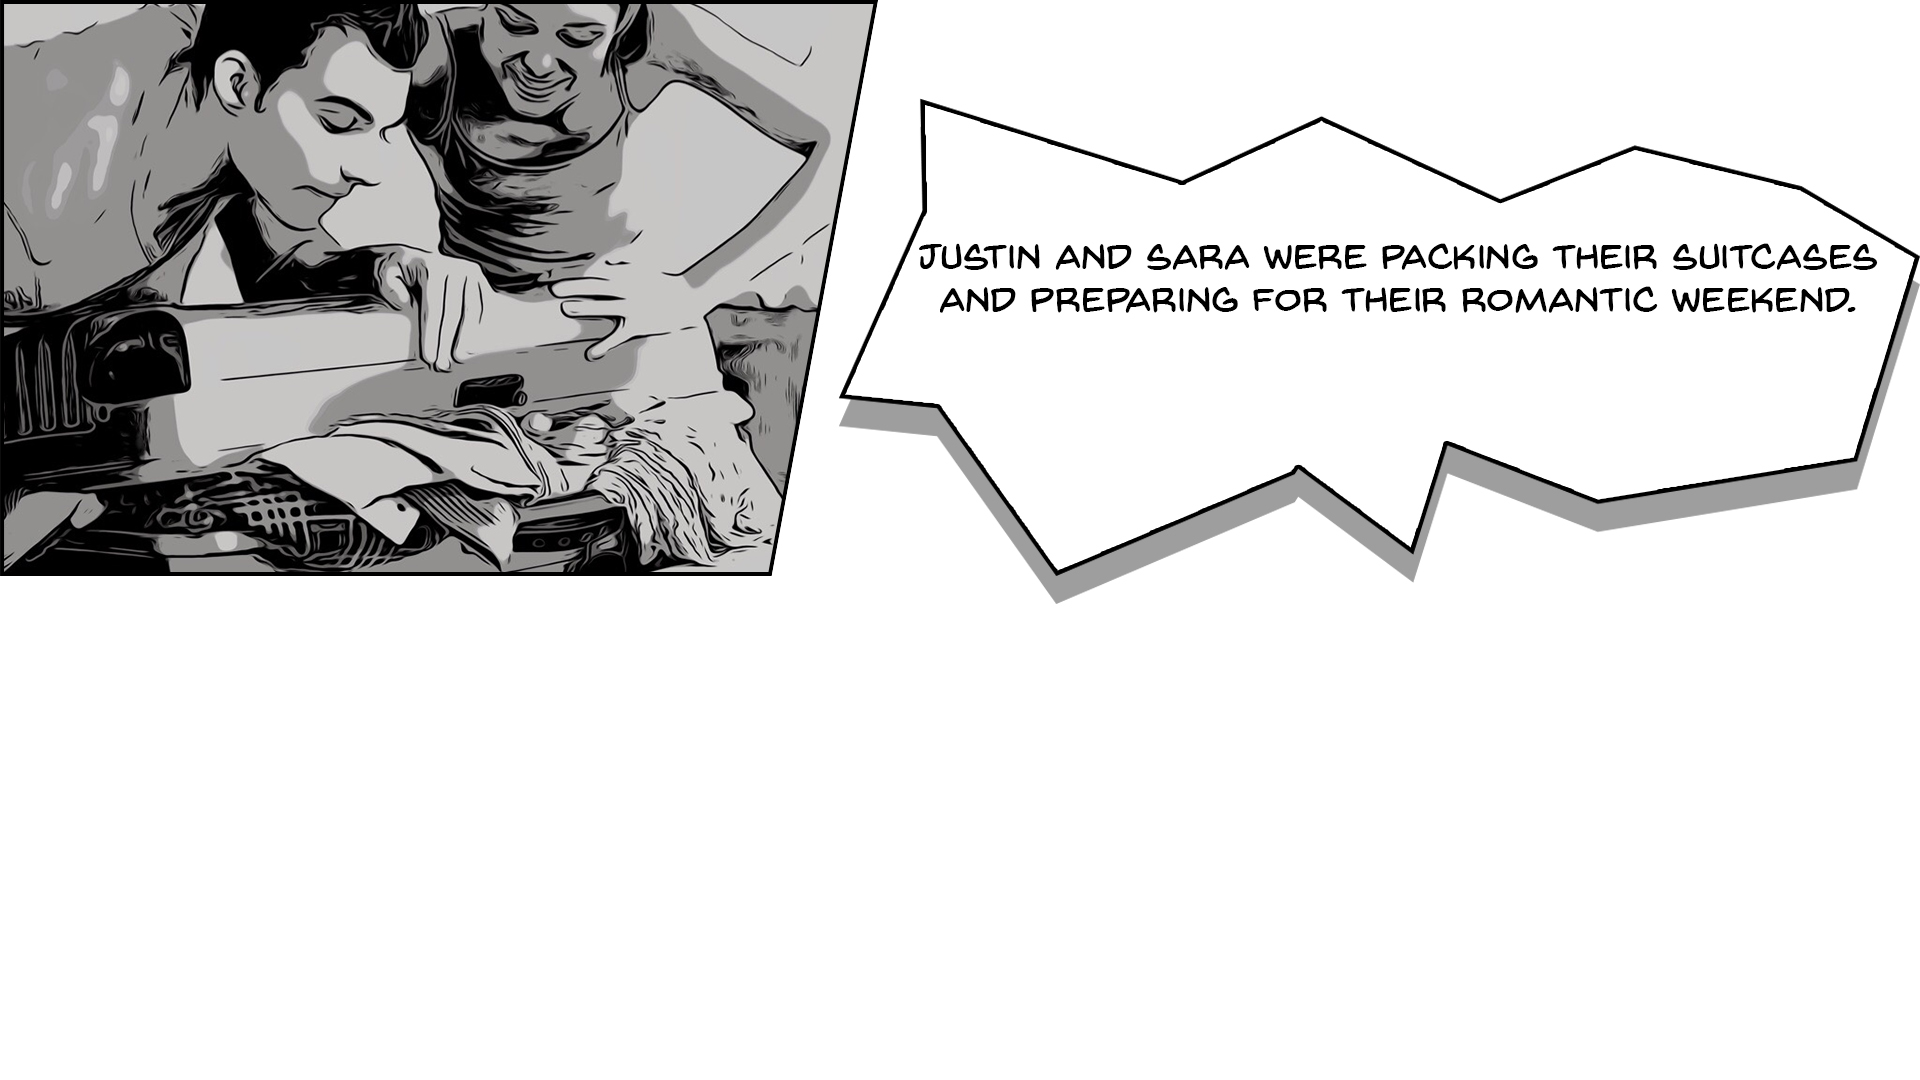 JUSTIN AND SARA WERE PACKING THEIR SUITCASES
AND PREPARING FOR THEIR ROMANTIC WEEKEND.